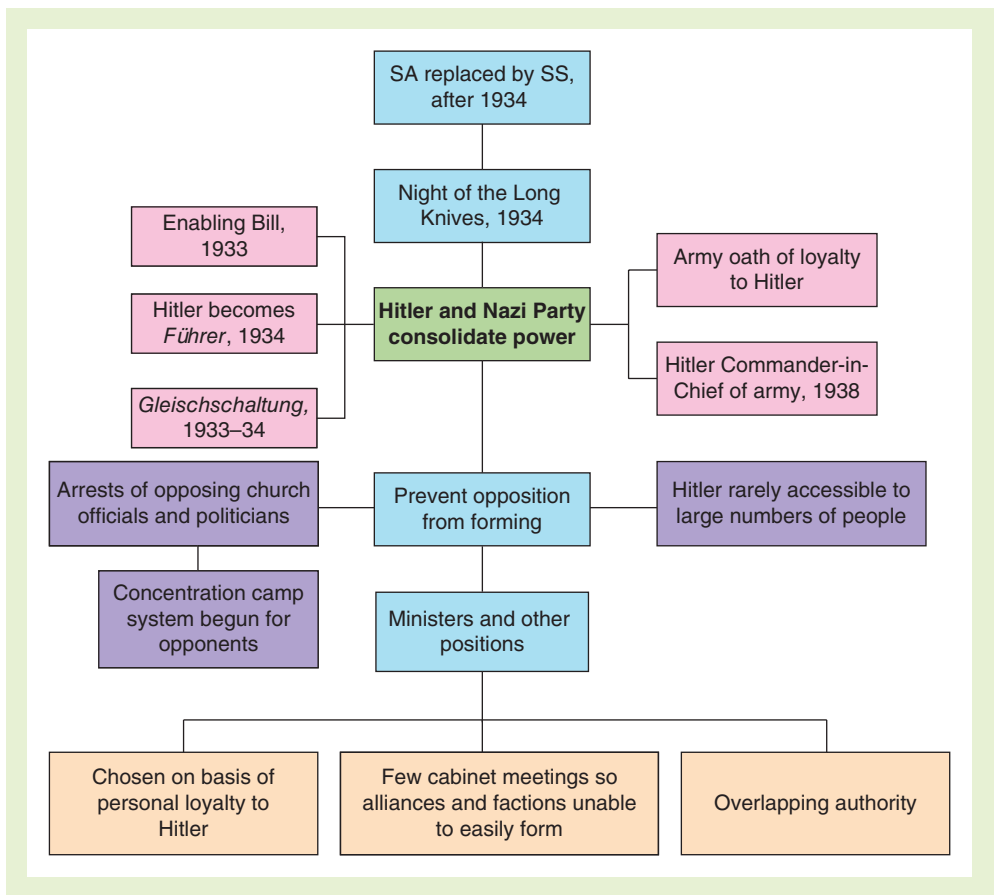 SA replaced by SS,
after 1934
Night of the Long
Knives, 1934
Enabling Bill,
1933
Hitler becomes
Führer, 1934
Gleischschaltung,
1933–34
Hitler and Nazi Party
consolidate power
Army oath of loyalty
to Hitler
Hitler Commander-in-
Chief of army, 1938
Arrests of opposing church
officials and politicians
Concentration camp
system begun for
opponents
Prevent opposition
from forming
Hitler rarely accessible to
large numbers of people
Ministers and other
positions
Chosen on basis of
personal loyalty to
Hitler
Few cabinet meetings so
alliances and factions unable
to easily form
Overlapping authority